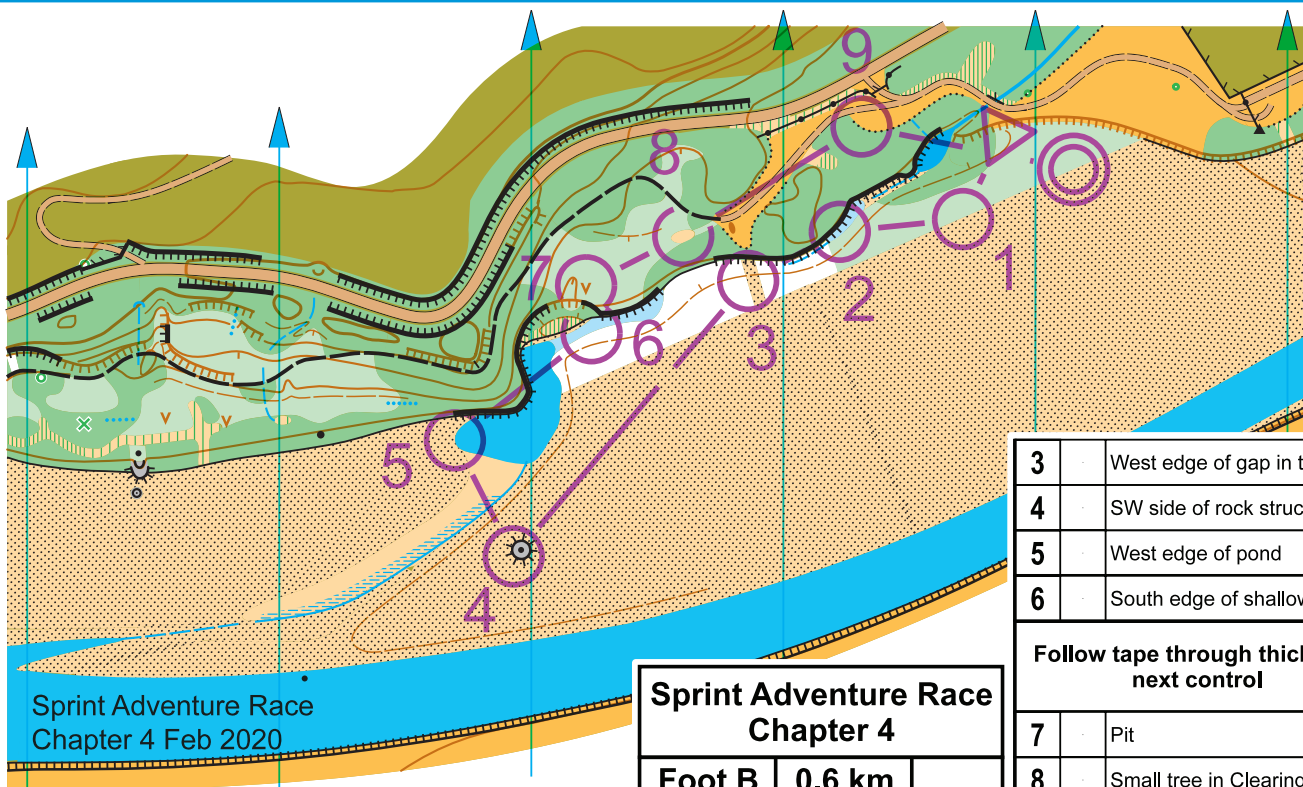 9
8
7
1
2
6
3
5
4
Sprint Adventure Race
Chapter 4 Feb 2020
Sprint Adventure Race
Chapter 4
Foot B 0.6 km
3 West edge of gap in t
4 SW side of rock struc
5 West edge of pond
6 South edge of shallow
Follow tape through thick
next control
7 Pit
8 Small tree in Clearing